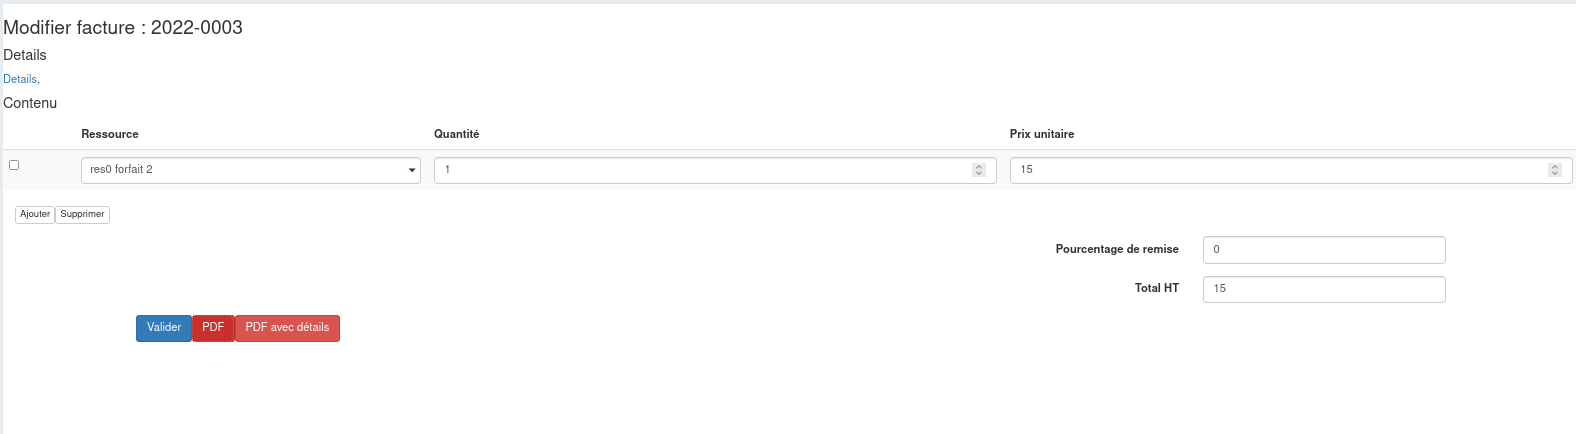 Modifier facture : 2022-0003
Details
Details,
Contenu
Ressource Quantité Prix unitaire
res0 forfait 2 1 15
Ajouter Supprimer
Pourcentage de remise 0
Total HT 15
Valider PDF PDF avec détails